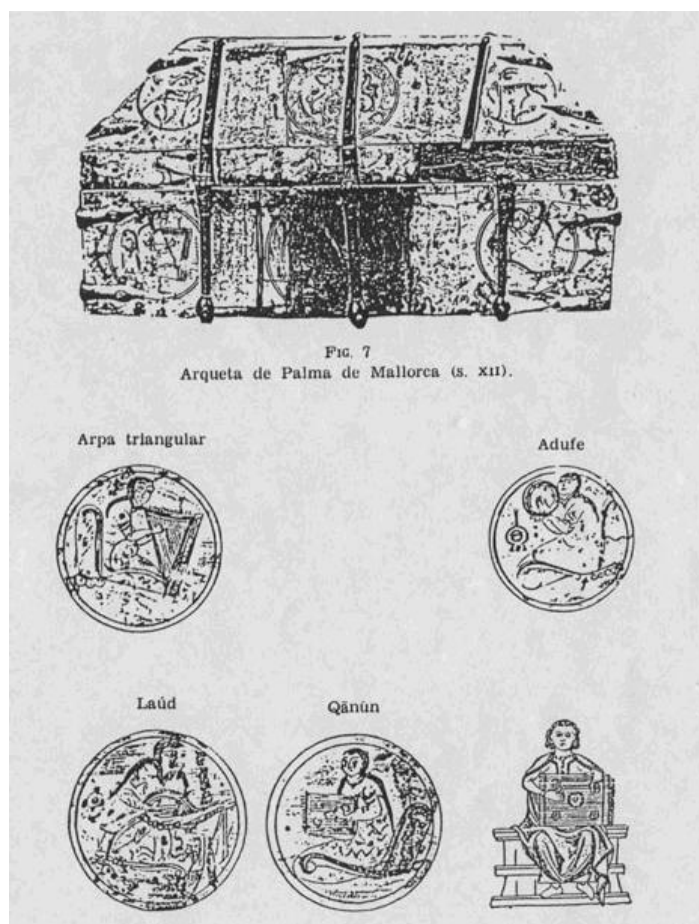 FIG. 7
Arqueta de Palma de Mallorca (s. XII).
Arpa triangular
Adufe
Laúd
Qānūn